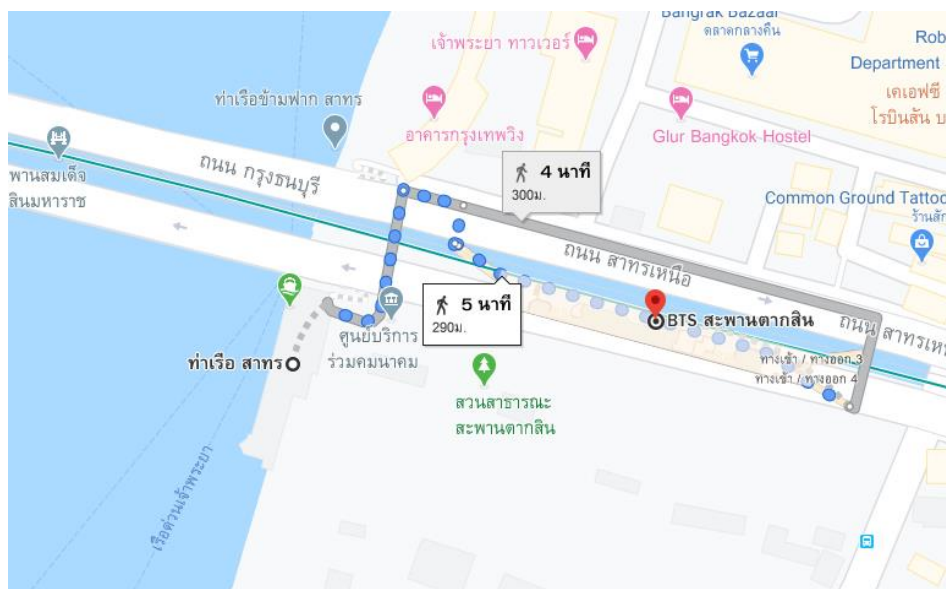 Bangrak Bazaar
ตลาดกลางคืน
เจ้าพระยา ทาวเวอร์
Rob
Department
เคเอฟซี
โรบินสัน บ
ท่าเรือข้ามฟาก สาทร
อาคารกรุงเทพวิง
Glur Bangkok Hostel
พานสมเด็จ
สินมหาราช
ถนน กรุงธนบุรี
4 นาที
300ม.
Common Ground Tattoo
ร้านสัก
ถนน สาทรเหนือ
5 นาที
290ม.
BTS สะพานตากสิน
ถนน สาทรเหน
ศูนย์บริการ
ร่วมคมนาคม
ท่าเรือ สาทร
ทางเข้า / ทางออก 3
ทางเข้า / ทางออก 4
สวนสาธารณะ
สะพานตากสิน
เรือด่วนเจ้าพระยา